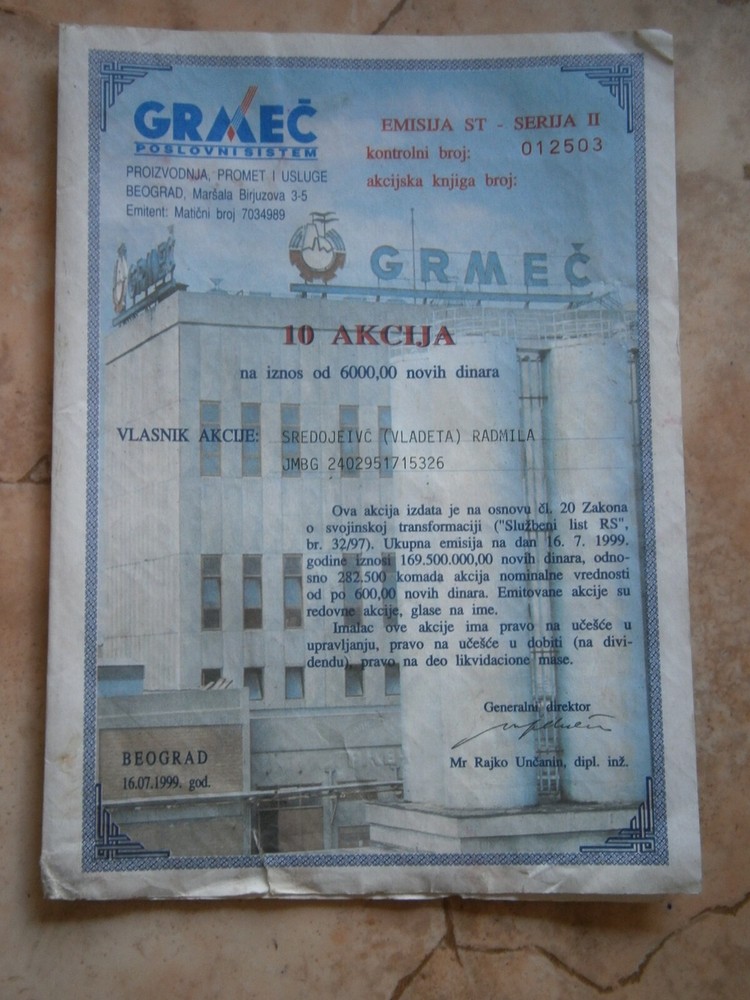 GRMEČ
POSLOVNI SISTEM
PROIZVODNJA, PROMET I USLUGE
BEOGRAD, Maršala Birjuzova 3-5
Emitent: Matični broj 7034989
EMISIJA ST - SERIJA II
kontrolni broj: 012503
akcijska knjiga broj:
GRMEČ
GRMEČ
10 AKCIJA
na iznos od 6000,00 novih dinara
VLASNIK AKCIJE: SREDOJEIVČ (VLADETA) RADMILA
JMBG 2402951715326
Ova akcija izdata je na osnovu čl. 20 Zakona
o svojinskoj transformaciji ("Službeni list RS",
br. 32/97). Ukupna emisija na dan 16. 7. 1999.
godine iznosi 169.500.000,00 novih dinara, odno-
sno 282.500 komada akcija nominalne vrednosti
od po 600,00 novih dinara. Emitovane akcije su
redovne akcije, glase na ime.
Imalac ove akcije ima pravo na učešće u
upravljanju, pravo na učešće u dobiti (na divi-
dendu), pravo na deo likvidacione mase.
Generalni direktor
Mr Rajko Unčanin, dipl. inž.
BEOGRAD
16.07.1999. god.